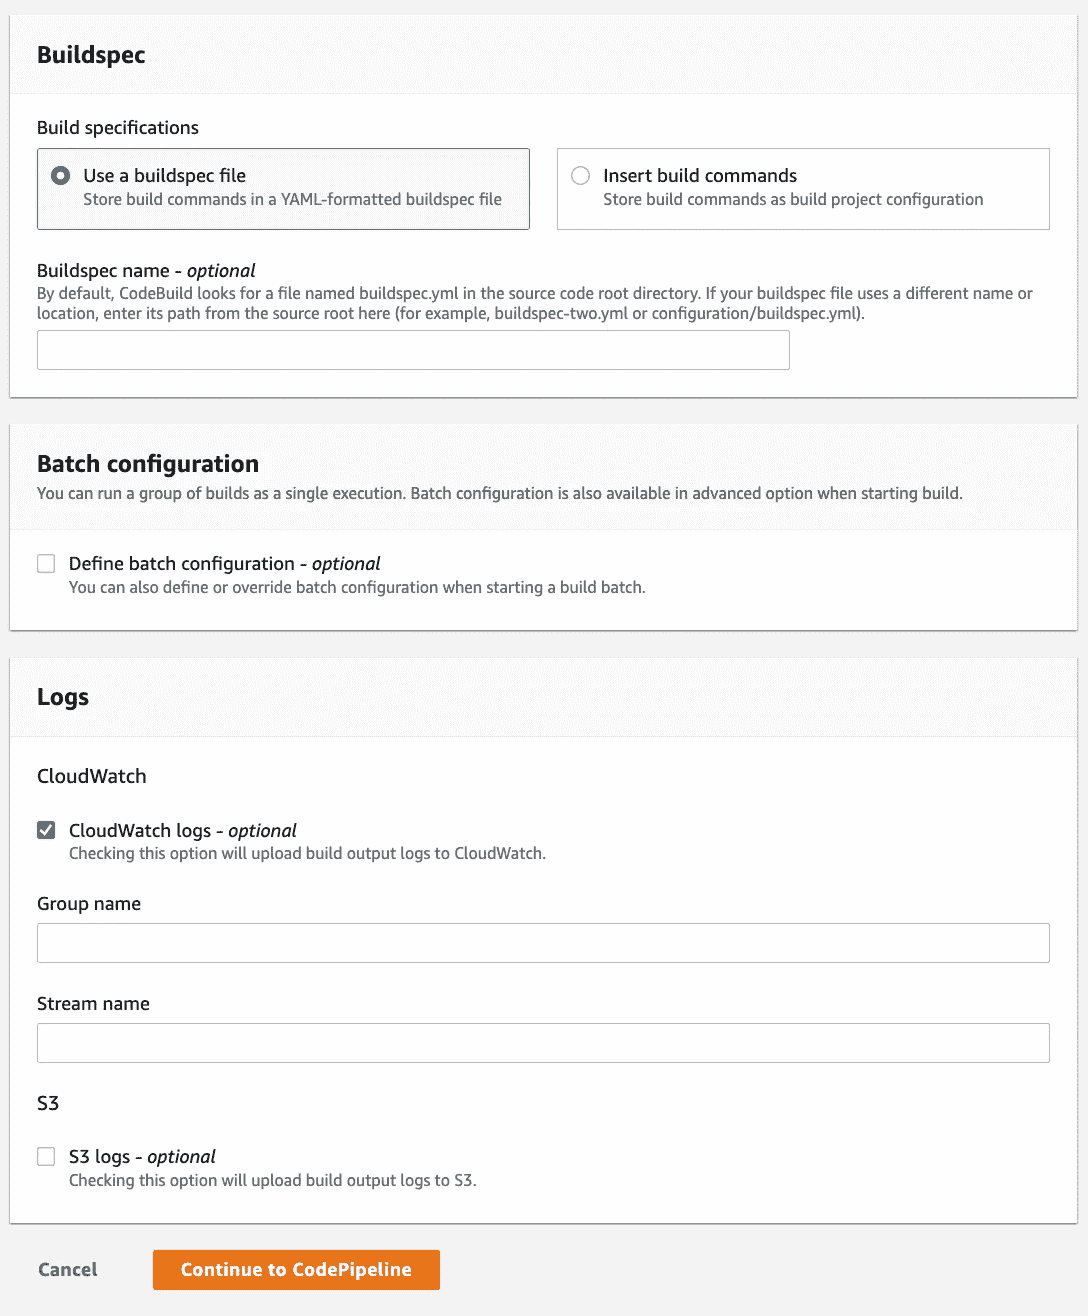 Buildspec
Build specifications
Use a buildspec file
Store build commands in a YAML-formatted buildspec file
Insert build commands
Store build commands as build project configuration
Buildspec name - optional
By default, CodeBuild looks for a file named buildspec.yml in the source code root directory. If your buildspec file uses a different name or
location, enter its path from the source root here (for example, buildspec-two.yml or configuration/buildspec.yml).
Batch configuration
You can run a group of builds as a single execution. Batch configuration is also available in advanced option when starting build.
Define batch configuration - optional
You can also define or override batch configuration when starting a build batch.
Logs
CloudWatch
CloudWatch logs - optional
Checking this option will upload build output logs to CloudWatch.
Group name
Stream name
S3
S3 logs - optional
Checking this option will upload build output logs to S3.
Cancel
Continue to CodePipeline